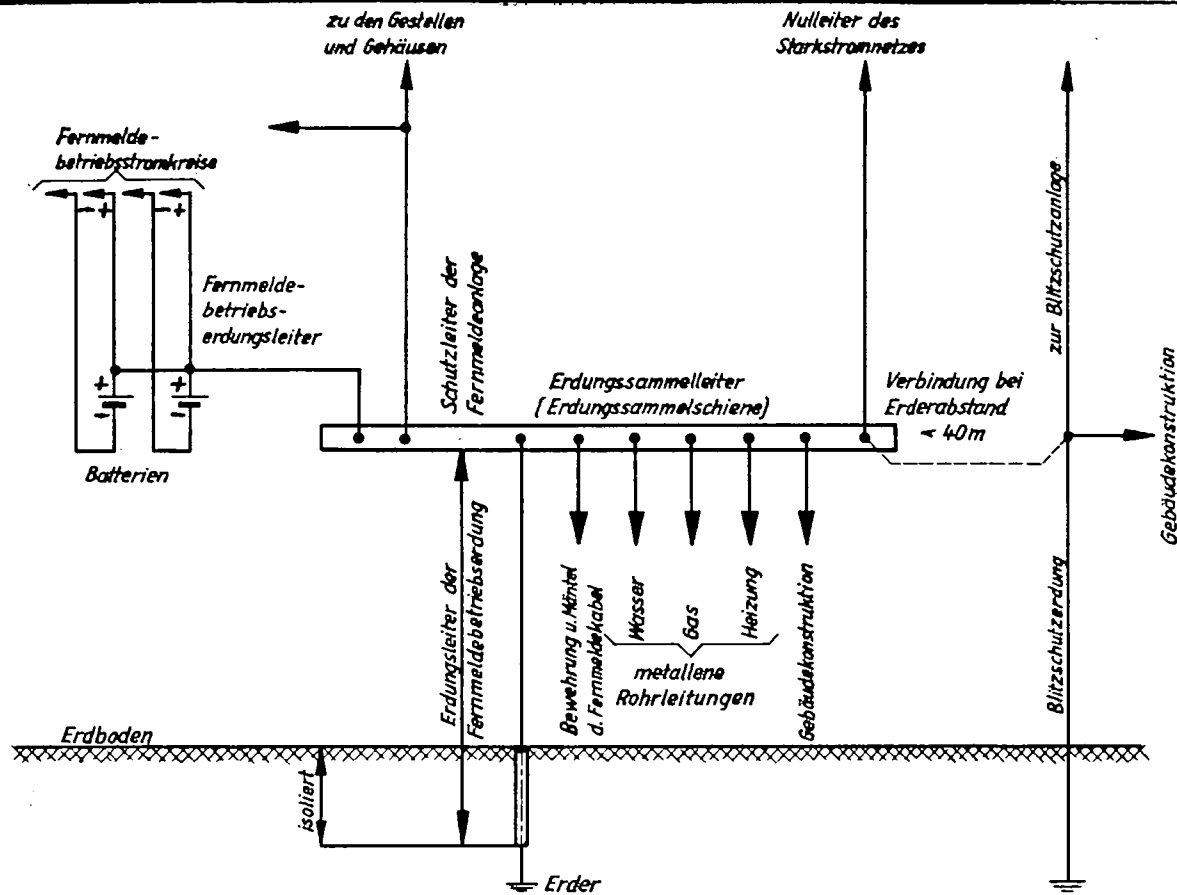 zu den Gestellen
und Gehäusen
Nulleiter des
Starkstromnetzes
Fernmelde-
betriebsstromkreise
- + - +
Fernmelde-
betriebs-
erdungsleiter
Schutzleiter der
Fernmeldeanlage
zur Blitzschutzanlage
+ +
- -
Batterien
Erdungssammelleiter
(Erdungssammelschiene)
Verbindung bei
Erderabstand
< 40m
Gebäudekonstruktion
Erdungsleiter der
Fernmeldebetriebserdung
Bewehrung u. Mäntel
d. Fernmeldekabel
Wasser
Gas
Heizung
metallene
Rohrleitungen
Gebäudekonstruktion
Blitzschutzerdung
Erdboden
isoliert
Erder